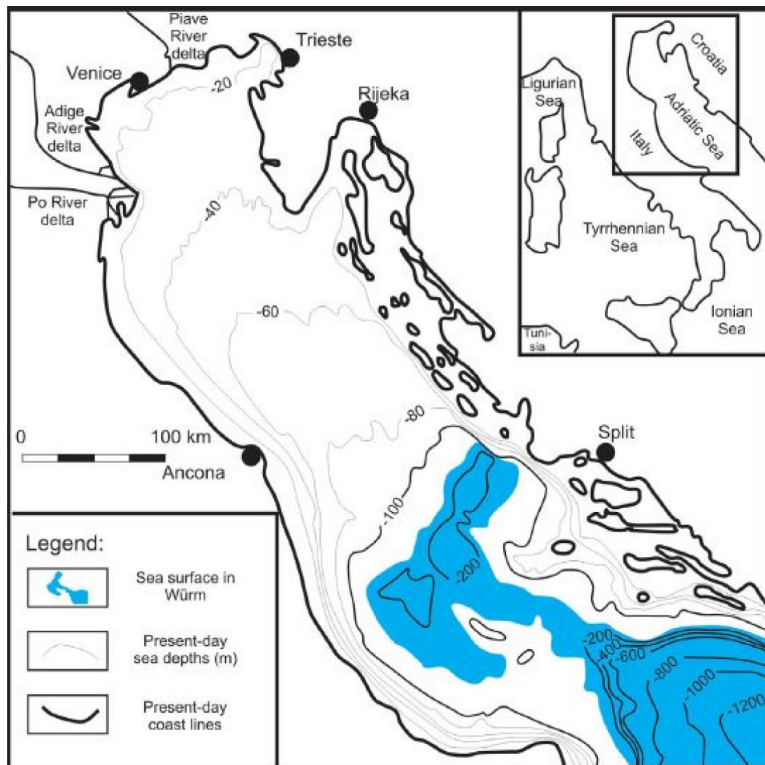 Piave
River
delta
Trieste
Venice
-20
Rijeka
Adige
River
delta
Po River
delta
-40
-60
-80
0 100 km
Ancona
Split
-100
-200
-200
-400
-600
-800
-1000
-1200
Croatia
Ligurian
Sea
Adriatic Sea
Italy
Tyrrhennian
Sea
Ionian
Sea
Tuni-
sia
Legend:
Sea surface in
Würm
Present-day
sea depths (m)
Present-day
coast lines